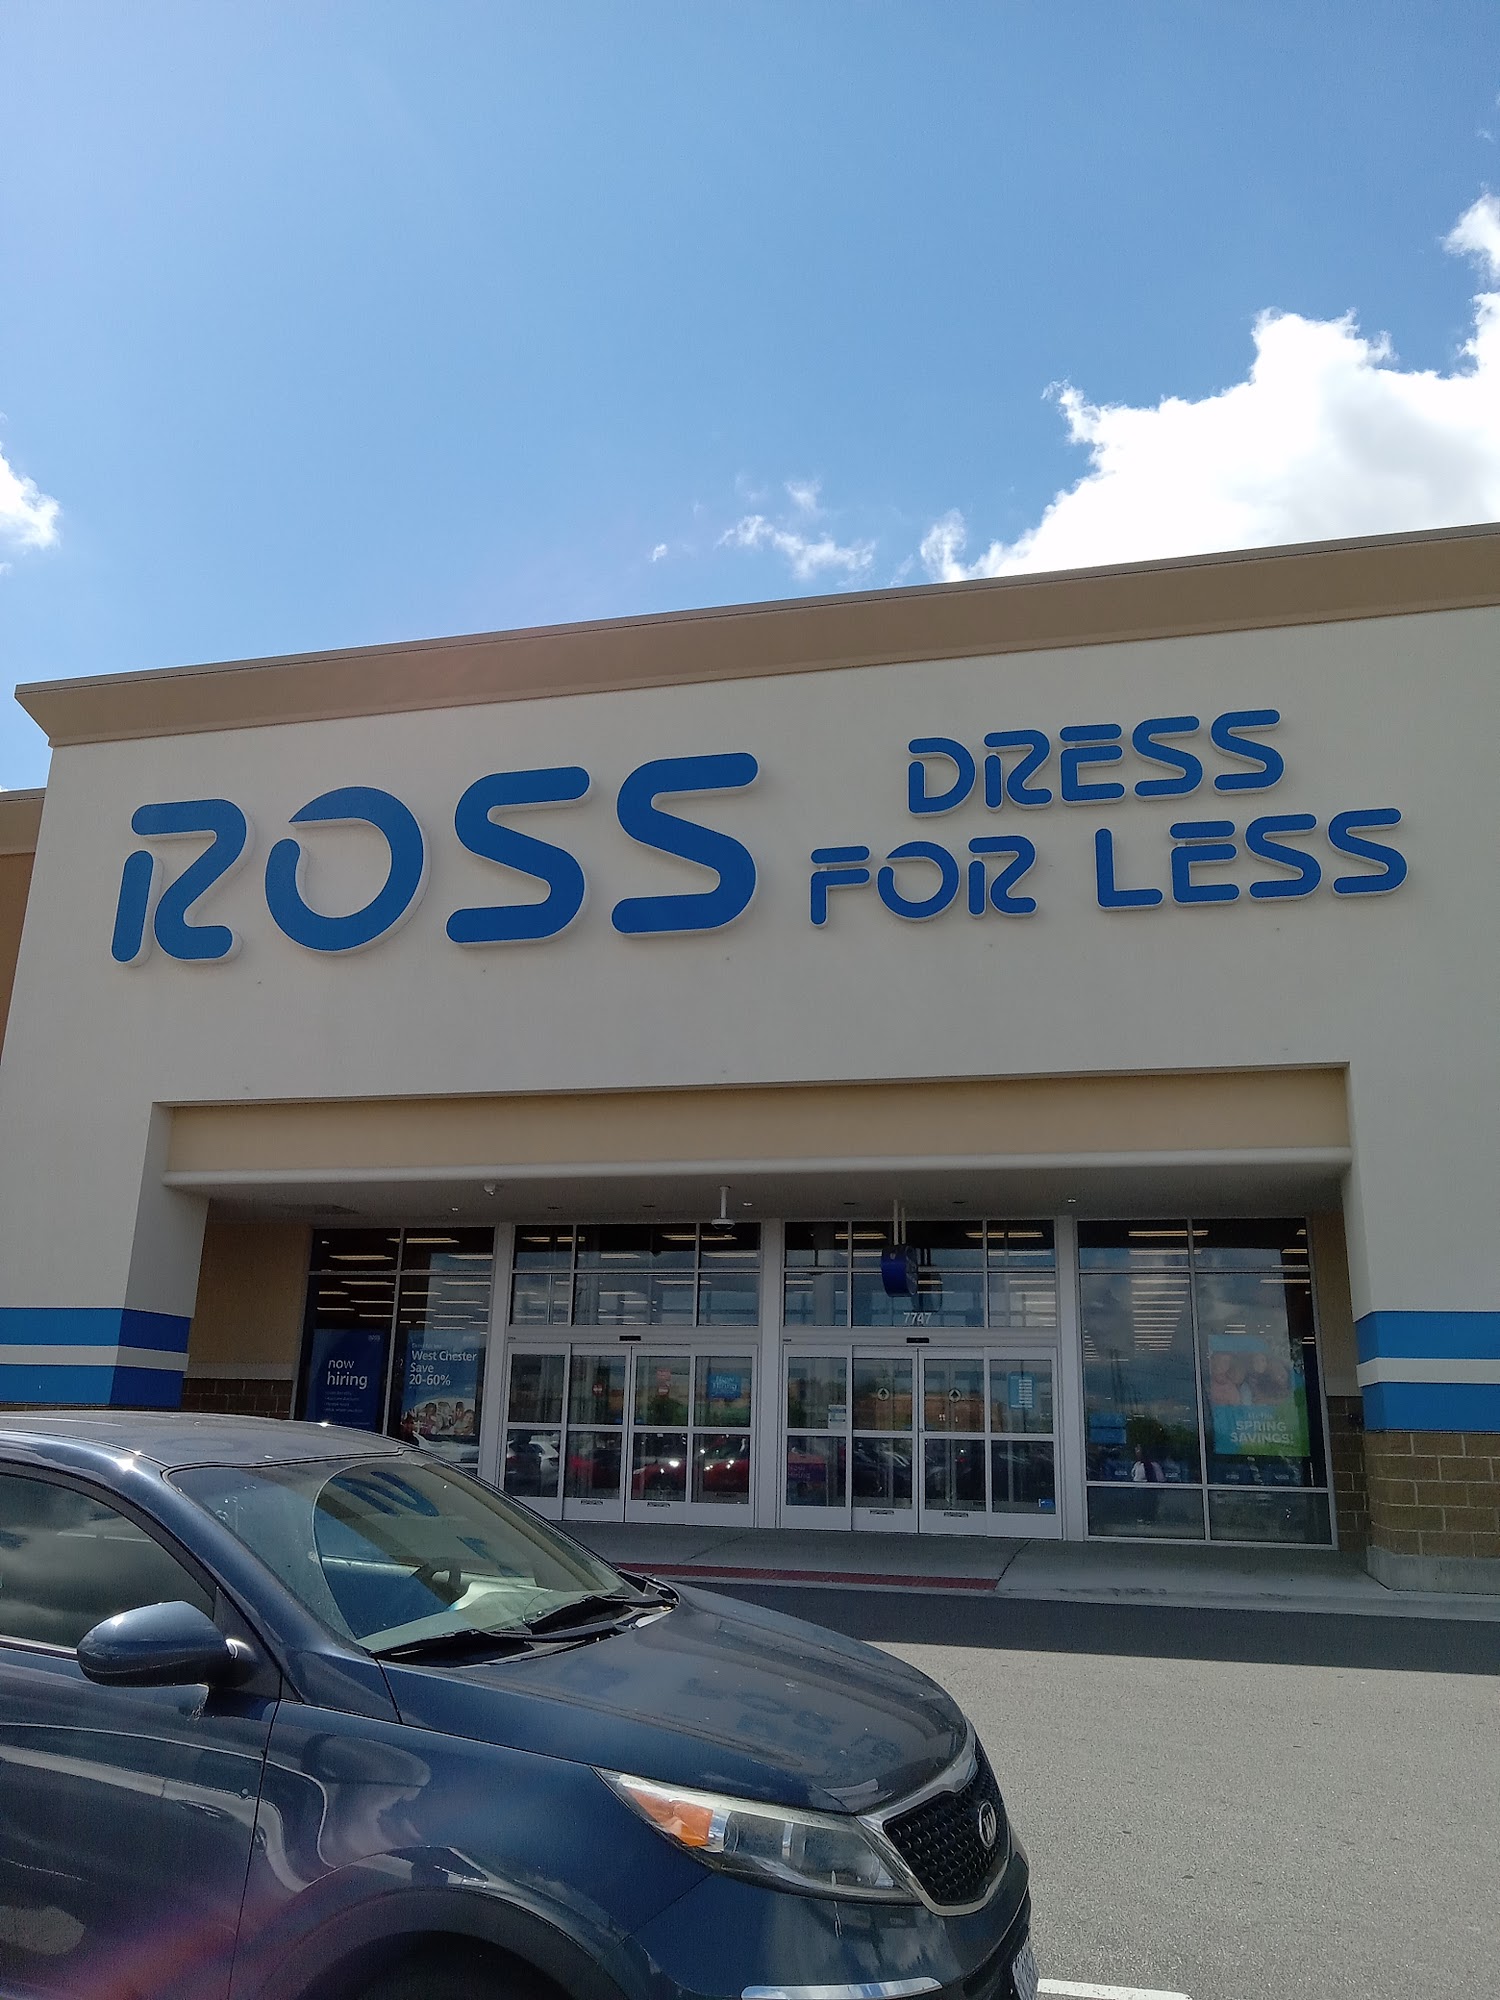 ROSS
DRESS
FOR LESS
7747
now
hiring
West Chester
Save
20-60%
SPRING
SAVINGS!